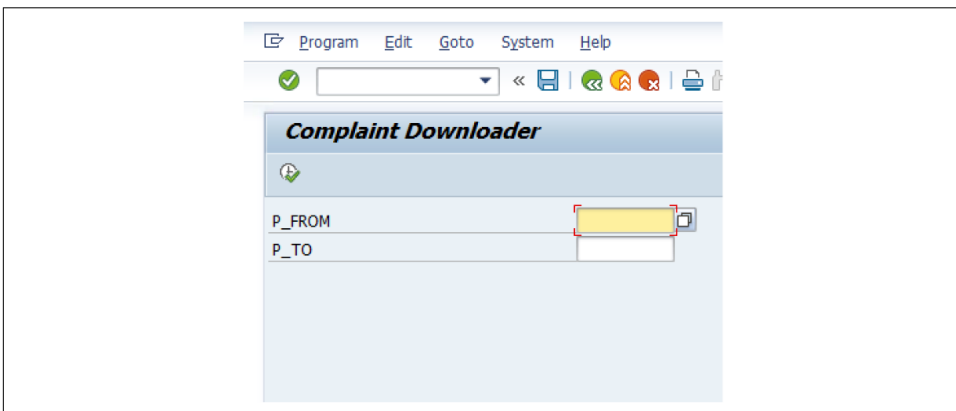 Program Edit Goto System Help
«
Complaint Downloader
P_FROM
P_TO